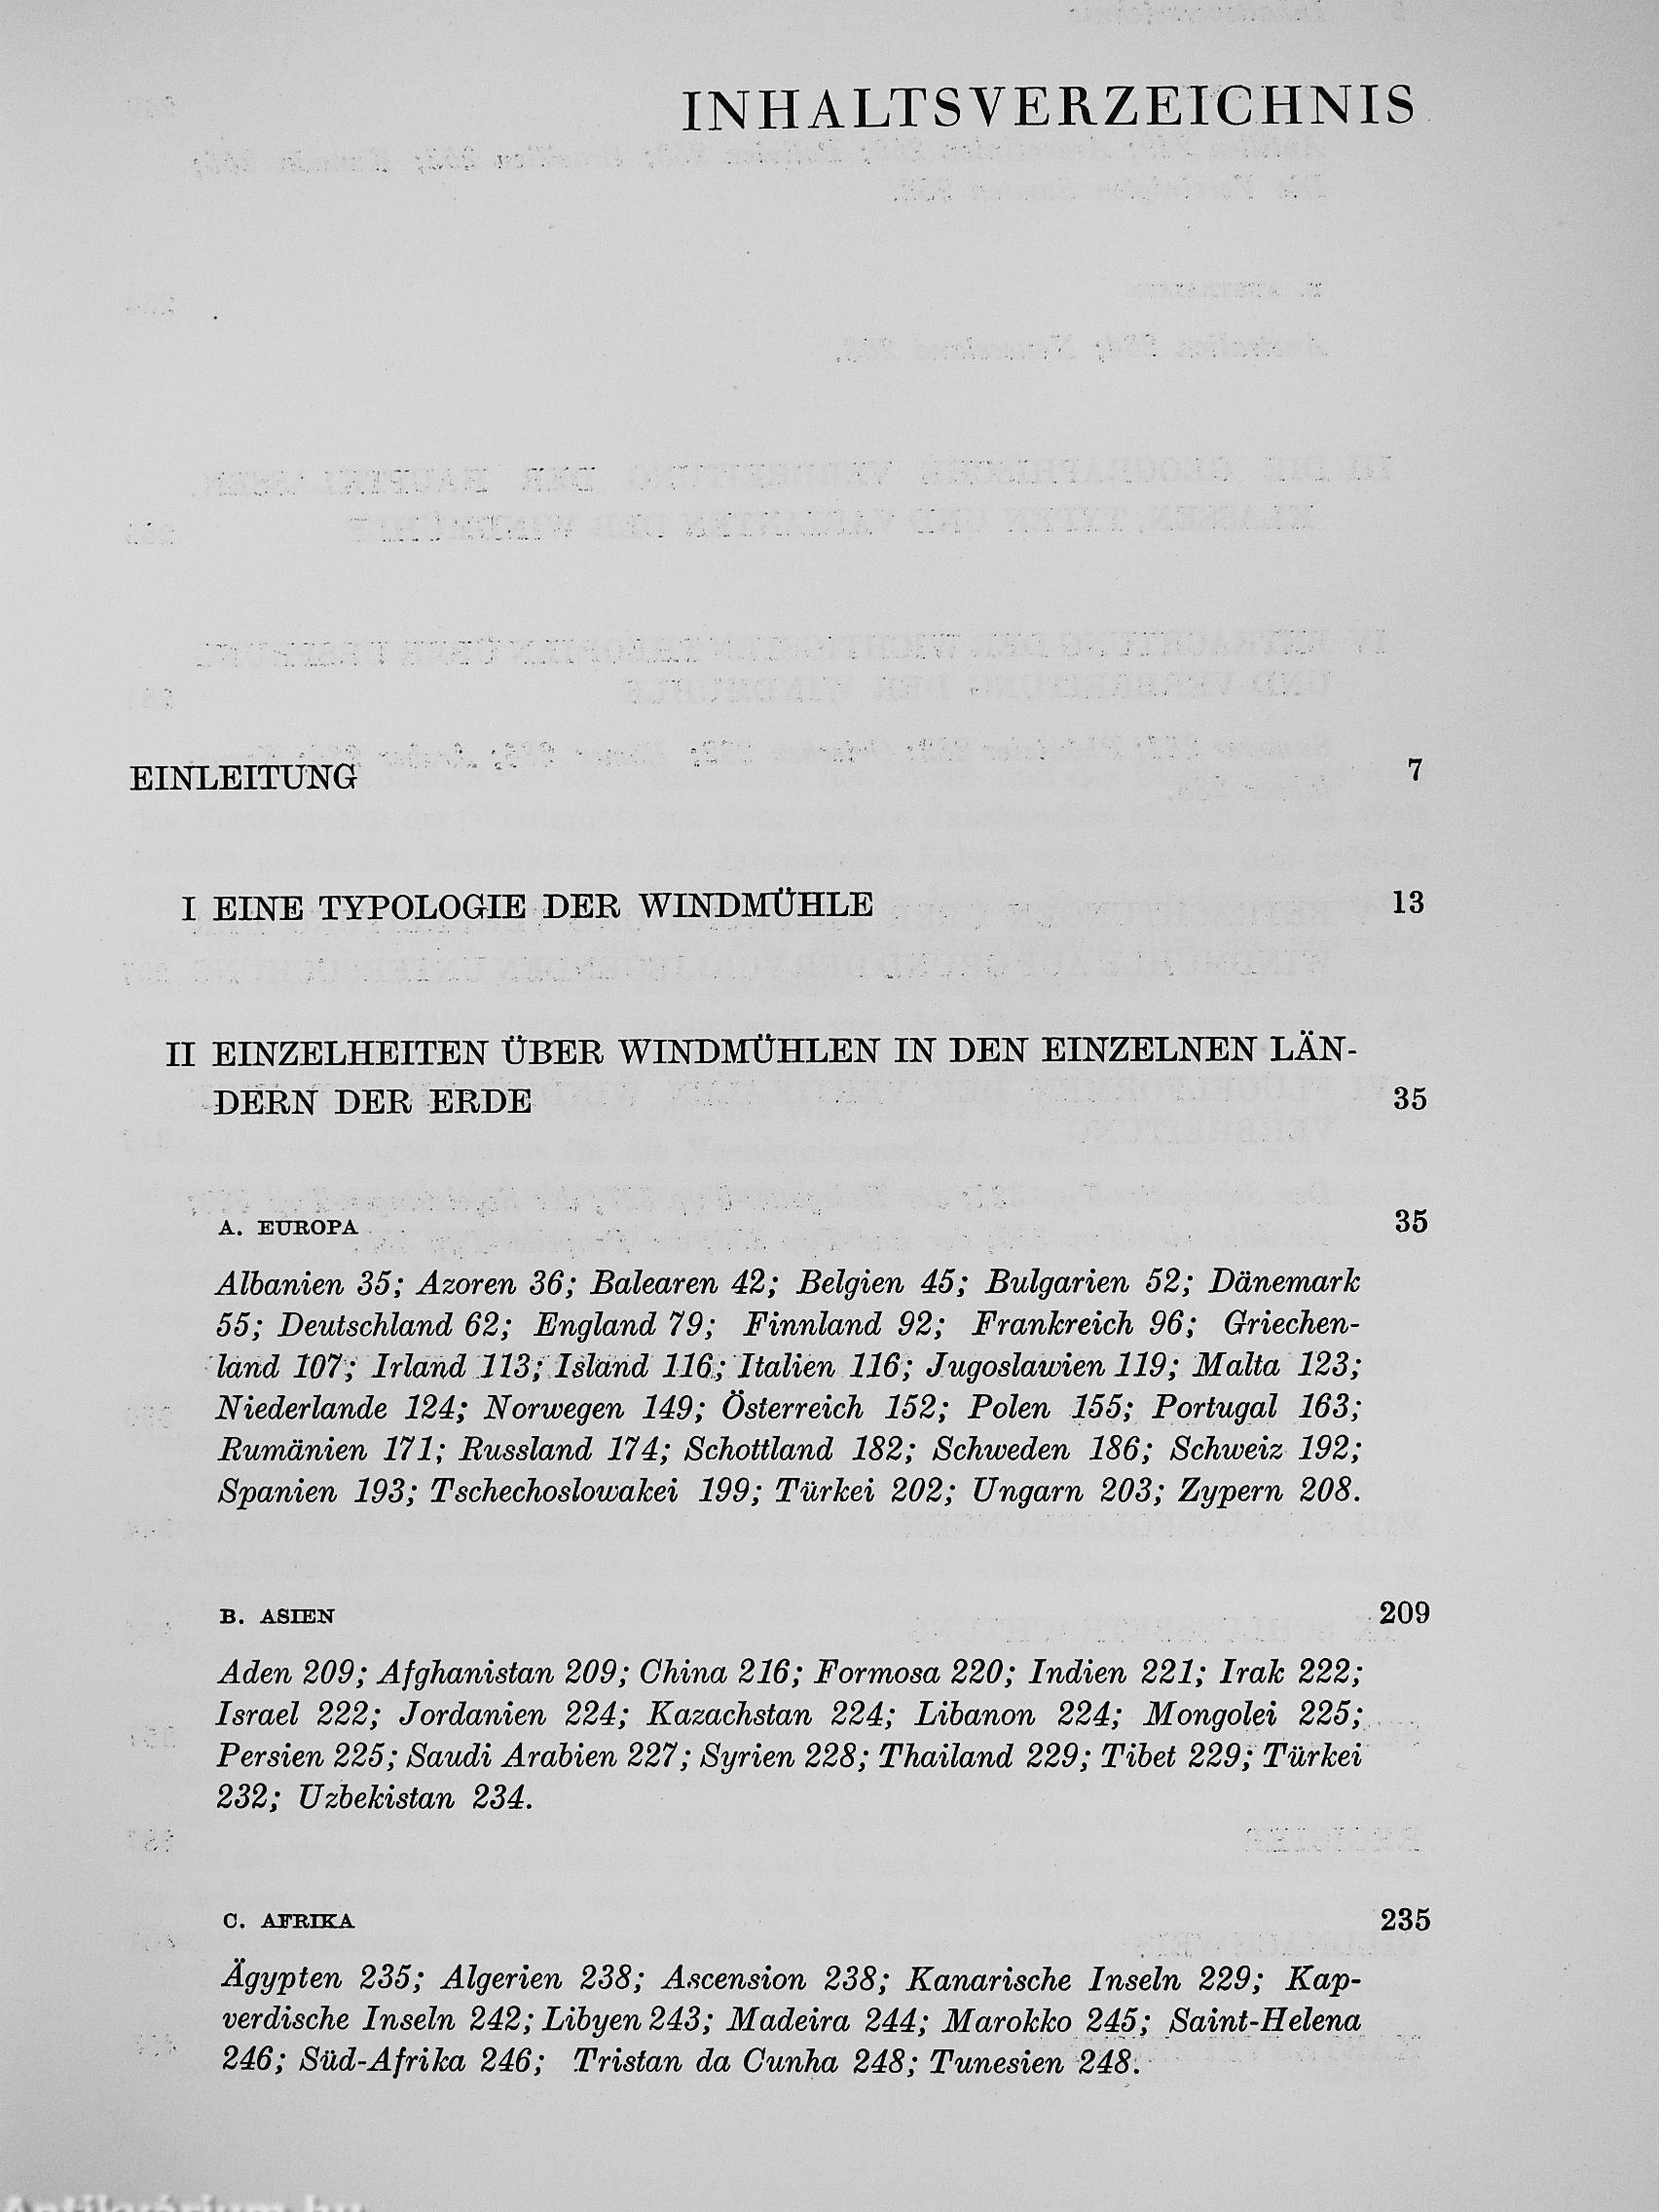 INHALTSVERZEICHNIS
EINLEITUNG 7
I EINE TYPOLOGIE DER WINDMÜHLE 13
II EINZELHEITEN ÜBER WINDMÜHLEN IN DEN EINZELNEN LÄN-
DERN DER ERDE 35
A. EUROPA 35
Albanien 35; Azoren 36; Balearen 42; Belgien 45; Bulgarien 52; Dänemark
55; Deutschland 62; England 79; Finnland 92; Frankreich 96; Griechen-
land 107; Irland 113; Island 116; Italien 116; Jugoslawien 119; Malta 123;
Niederlande 124; Norwegen 149; Österreich 152; Polen 155; Portugal 163;
Rumänien 171; Russland 174; Schottland 182; Schweden 186; Schweiz 192;
Spanien 193; Tschechoslowakei 199; Türkei 202; Ungarn 203; Zypern 208.
B. ASIEN 209
Aden 209; Afghanistan 209; China 216; Formosa 220; Indien 221; Irak 222;
Israel 222; Jordanien 224; Kazachstan 224; Libanon 224; Mongolei 225;
Persien 225; Saudi Arabien 227; Syrien 228; Thailand 229; Tibet 229; Türkei
232; Uzbekistan 234.
C. AFRIKA 235
Ägypten 235; Algerien 238; Ascension 238; Kanarische Inseln 229; Kap-
verdische Inseln 242; Libyen 243; Madeira 244; Marokko 245; Saint-Helena
246; Süd-Afrika 246; Tristan da Cunha 248; Tunesien 248.